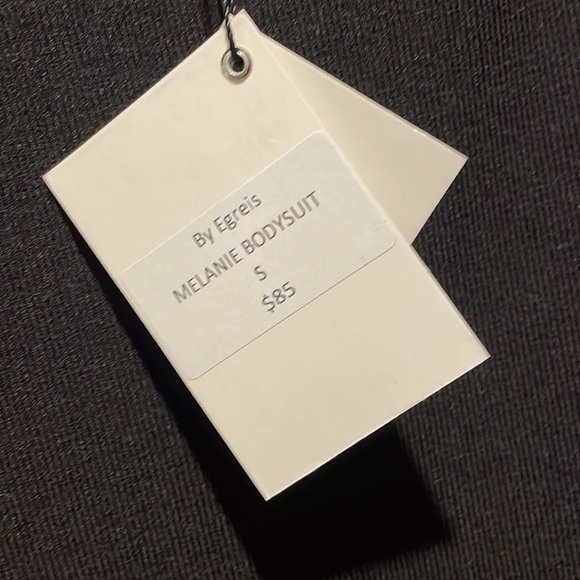 By Egreis
MELANIE BODYSUIT
S
$85